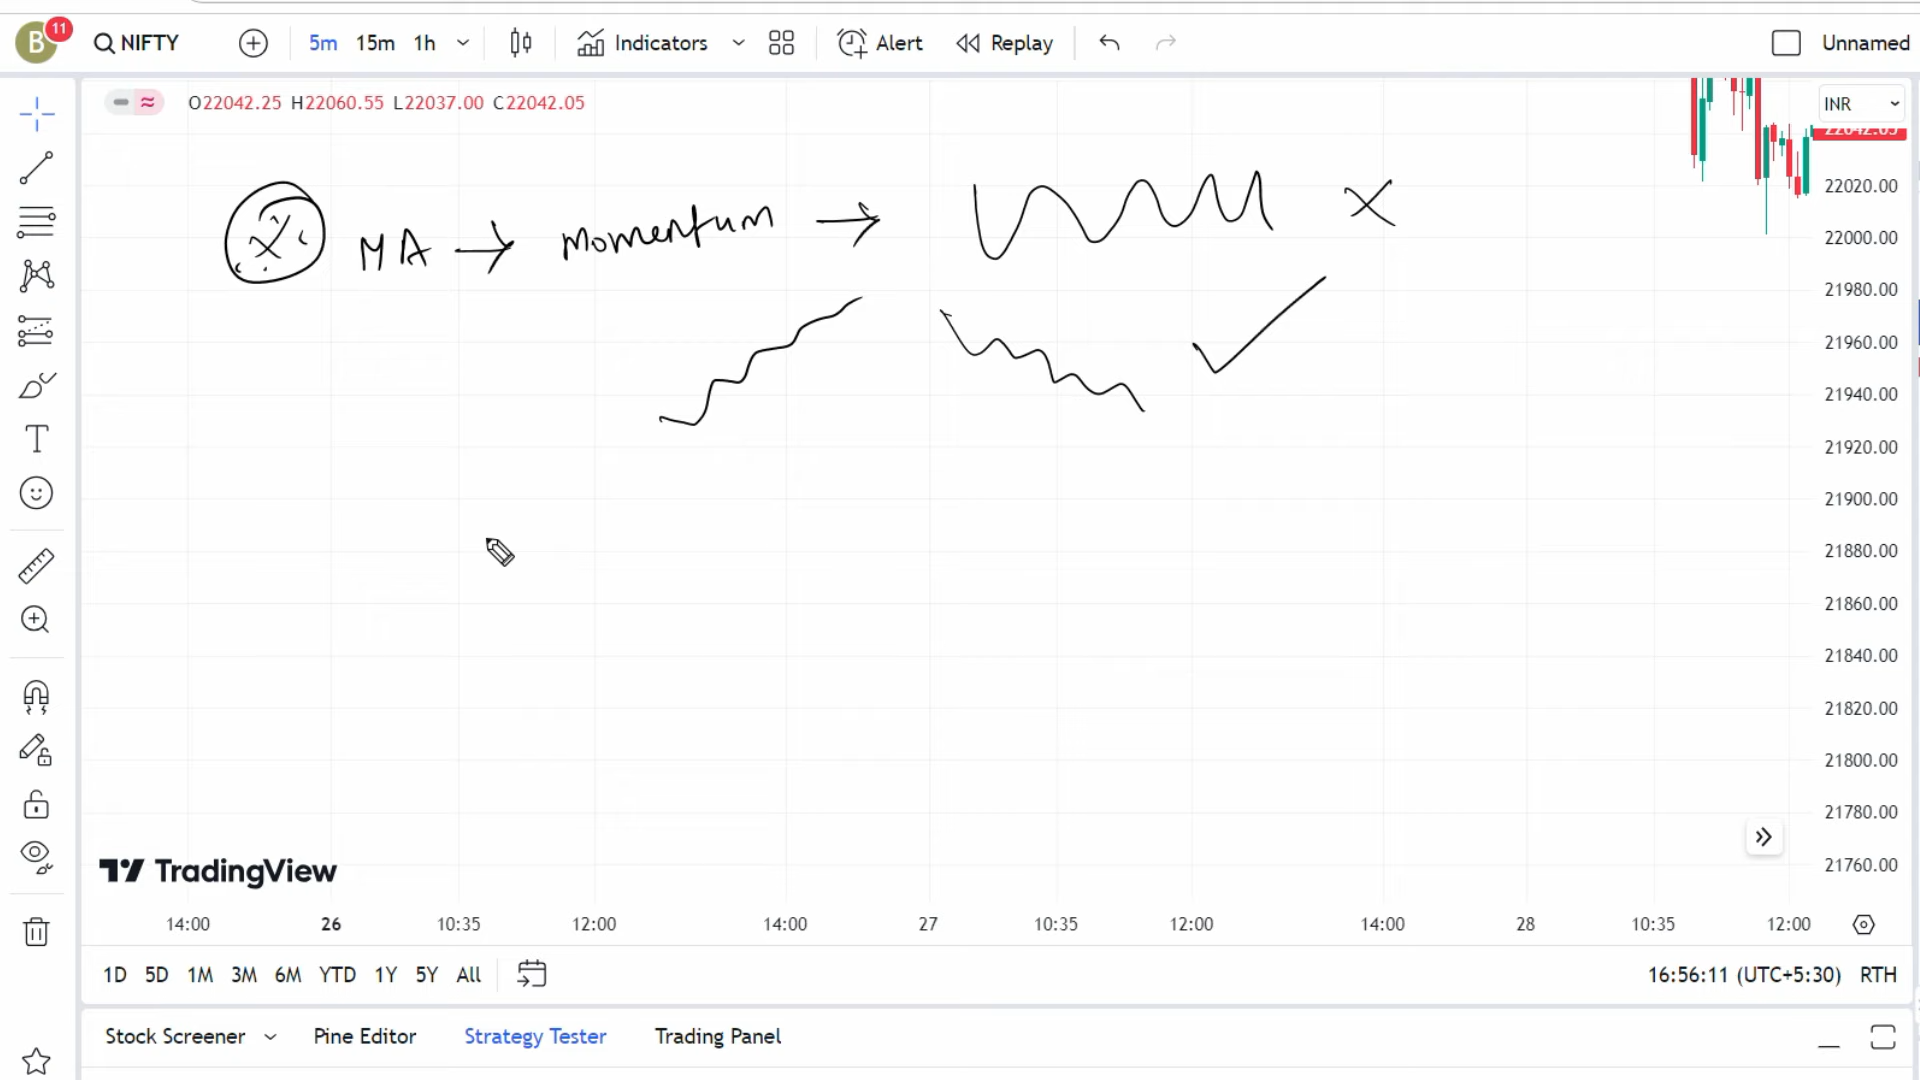 B 11 NIFTY 5m 15m 1h Indicators Alert Replay Unnamed
O22042.25 H22060.55 L22037.00 C22042.05
INR
22042.05
MA → momentum → x
22020.00
22000.00
21980.00
21960.00
21940.00
21920.00
21900.00
21880.00
21860.00
21840.00
21820.00
21800.00
21780.00
21760.00
TradingView
14:00 26 10:35 12:00 14:00 27 10:35 12:00 14:00 28 10:35 12:00
1D 5D 1M 3M 6M YTD 1Y 5Y All 16:56:11 (UTC+5:30) RTH
Stock Screener Pine Editor Strategy Tester Trading Panel